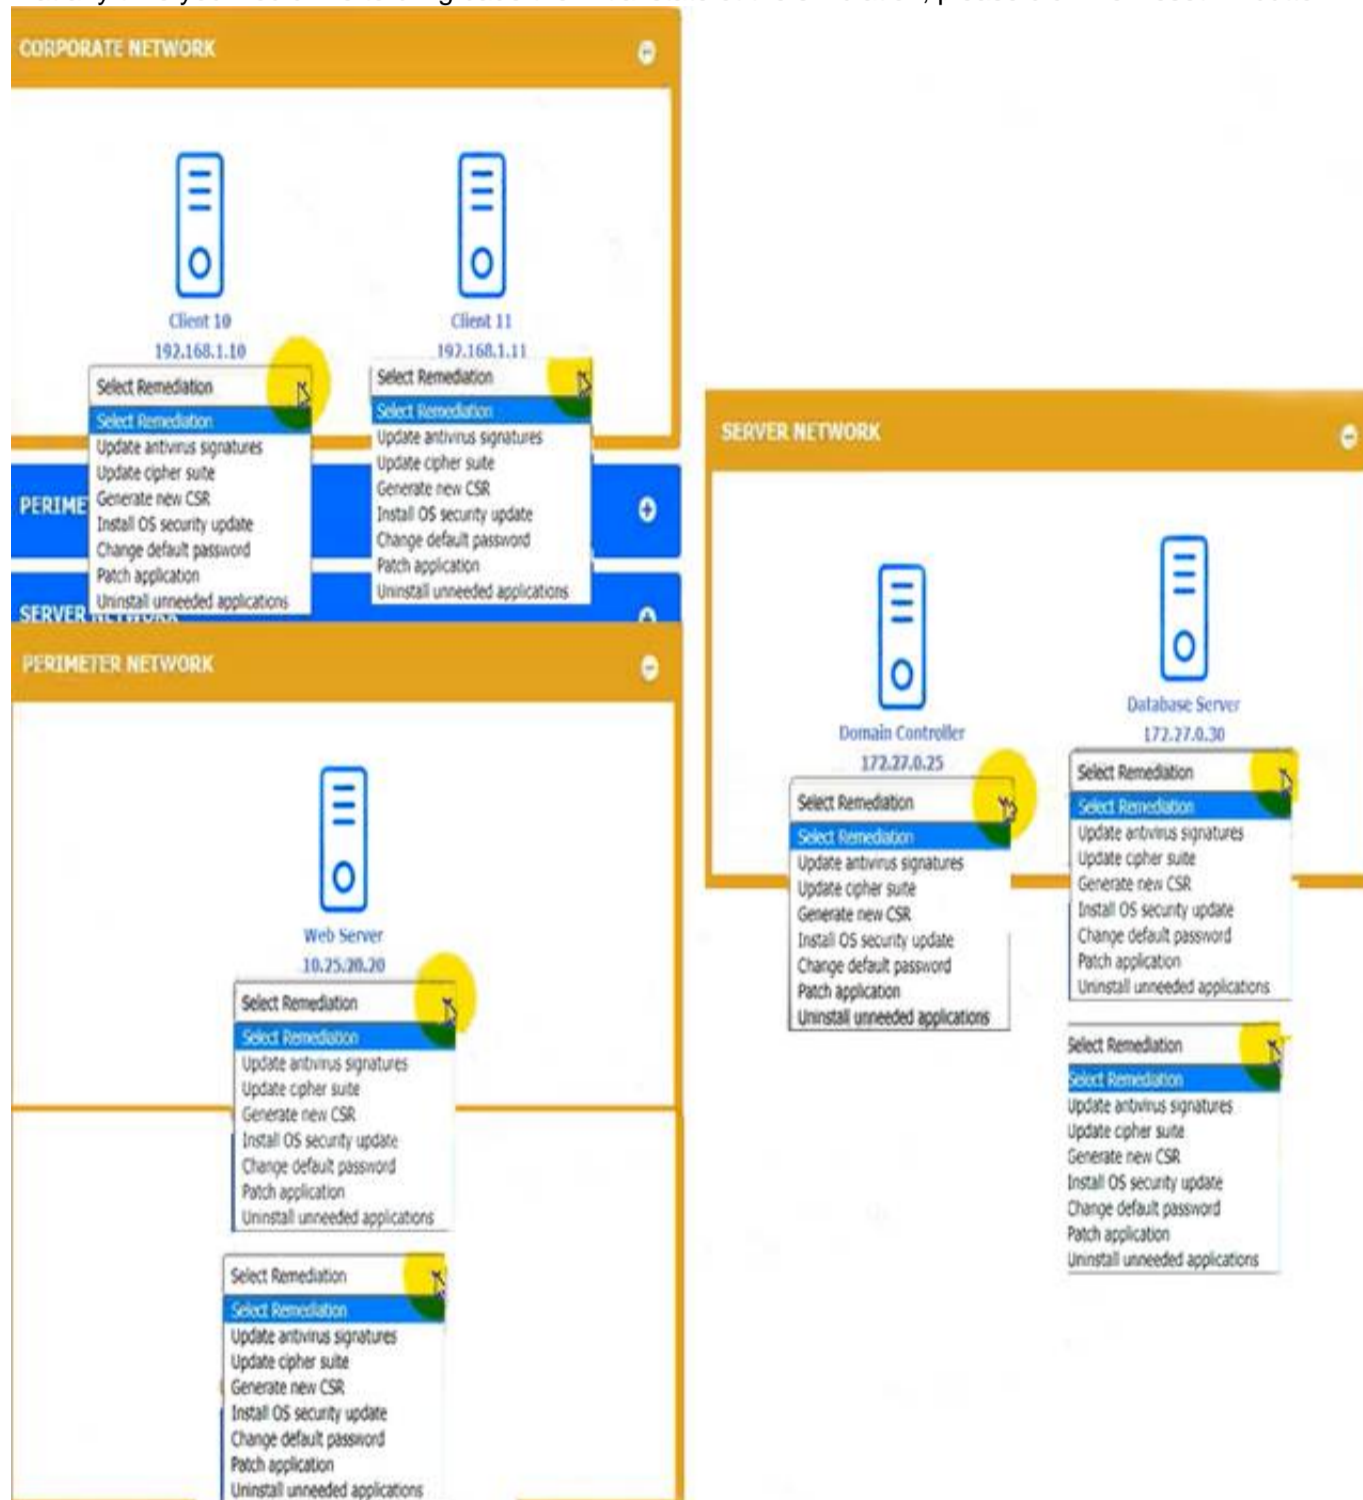 CORPORATE NETWORK
Client 10
192.168.1.10
Select Remediation
Select Remediation
Update antivirus signatures
Update cipher suite
Generate new CSR
Install OS security update
Change default password
Patch application
Uninstall unneeded applications
Client 11
192.168.1.11
Select Remediation
Select Remediation
Update antivirus signatures
Update cipher suite
Generate new CSR
Install OS security update
Change default password
Patch application
Uninstall unneeded applications
PERIME
SERVER NETWORK
PERIMETER NETWORK
Web Server
10.25.20.20
Select Remediation
Select Remediation
Update antivirus signatures
Update cipher suite
Generate new CSR
Install OS security update
Change default password
Patch application
Uninstall unneeded applications
Select Remediation
Select Remediation
Update antivirus signatures
Update cipher suite
Generate new CSR
Install OS security update
Change default password
Patch application
Uninstall unneeded applications
SERVER NETWORK
Domain Controller
172.27.0.25
Select Remediation
Select Remediation
Update antivirus signatures
Update cipher suite
Generate new CSR
Install OS security update
Change default password
Patch application
Uninstall unneeded applications
Database Server
172.27.0.30
Select Remediation
Select Remediation
Update antivirus signatures
Update cipher suite
Generate new CSR
Install OS security update
Change default password
Patch application
Uninstall unneeded applications
Select Remediation
Select Remediation
Update antivirus signatures
Update cipher suite
Generate new CSR
Install OS security update
Change default password
Patch application
Uninstall unneeded applications